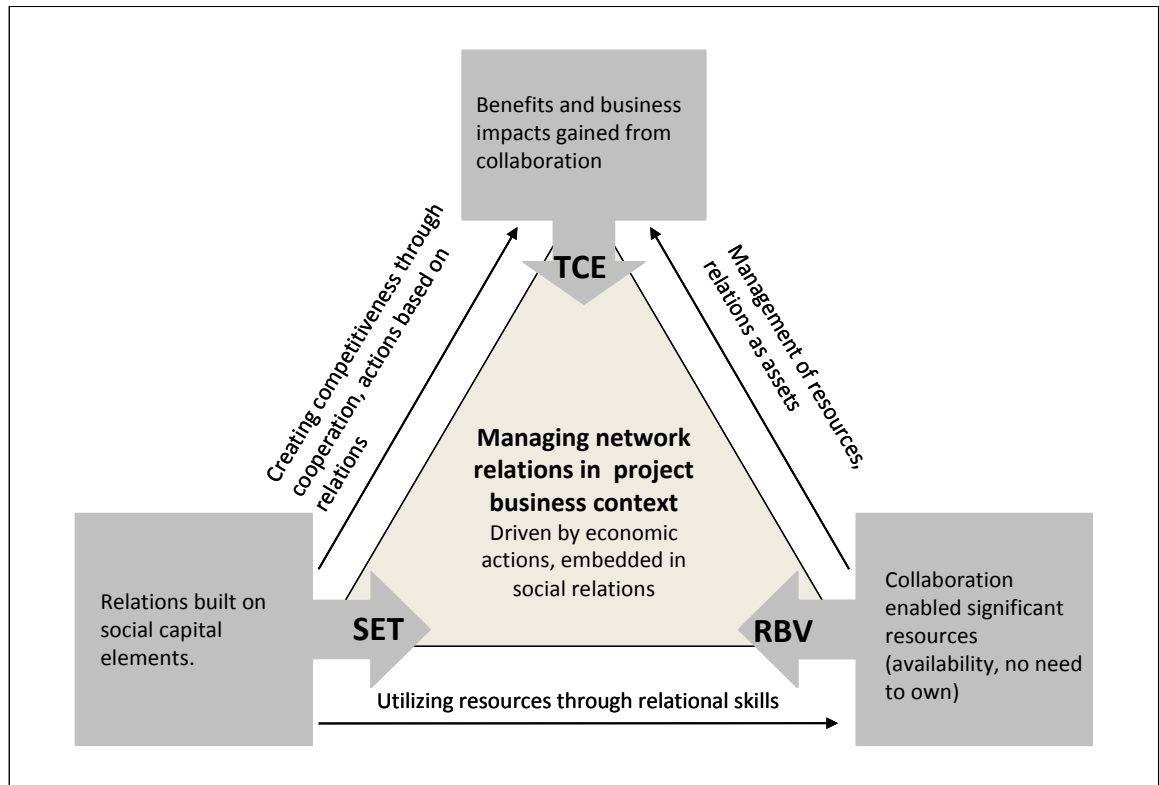 Benefits and business
impacts gained from
collaboration
TCE
Creating competitiveness through
cooperation, actions based on
relations
Management of resources,
relations as assets
Managing network
relations in project
business context
Driven by economic
actions, embedded in
social relations
Relations built on
social capital
elements.
SET
RBV
Collaboration
enabled significant
resources
(availability, no need
to own)
Utilizing resources through relational skills